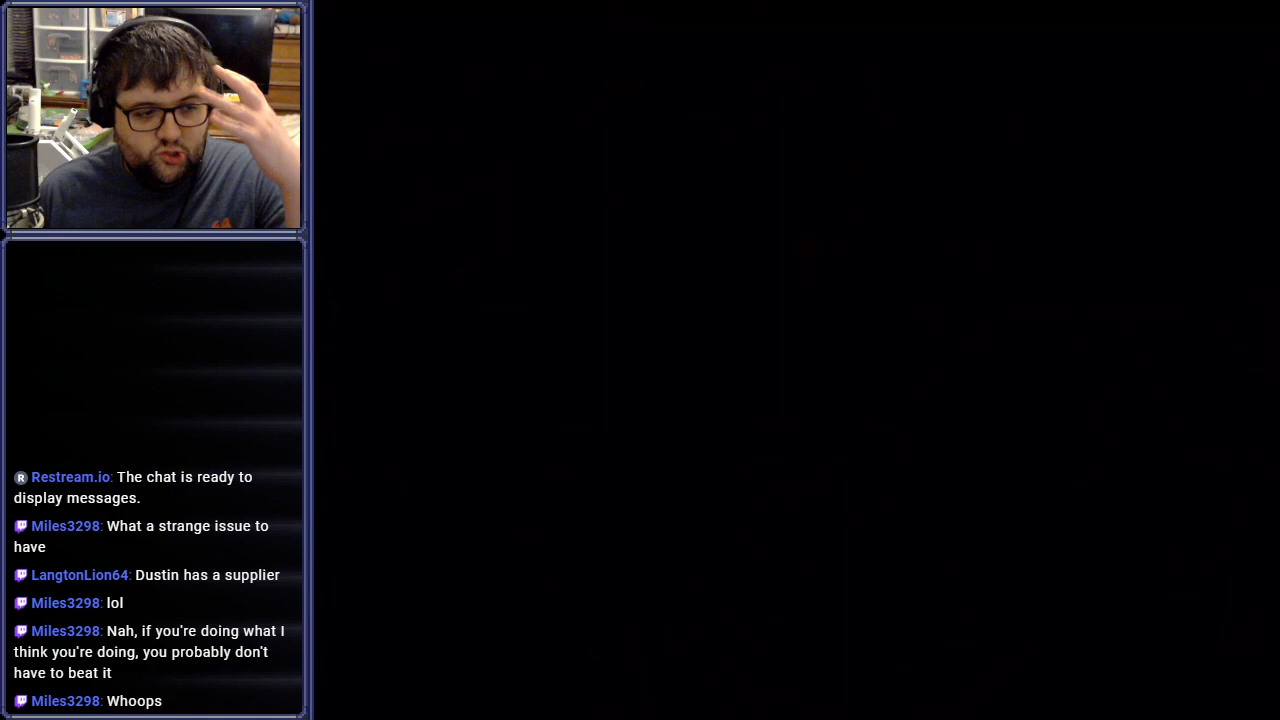 Restream.io: The chat is ready to
display messages.
Miles3298: What a strange issue to
have
LangtonLion64: Dustin has a supplier
Miles3298: lol
Miles3298: Nah, if you're doing what I
think you're doing, you probably don't
have to beat it
Miles3298: Whoops